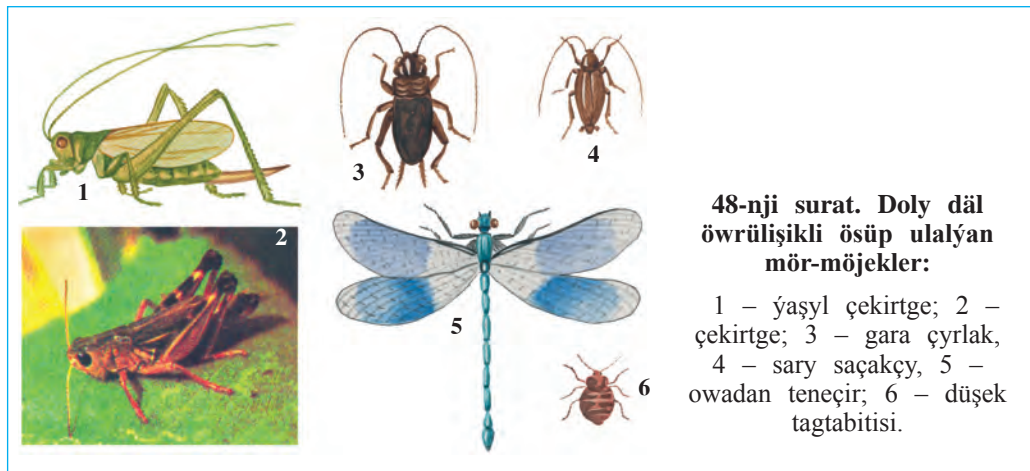 1
2
3
4
5
6
48-nji surat. Doly däl
öwrülişikli ösüp ulalýan
mör-möjekler:
1 – ýaşyl çekirtge; 2 –
çekirtge; 3 – gara çyrlak,
4 – sary saçakçy, 5 –
owadan teneçir; 6 – düşek
tagtabitisi.